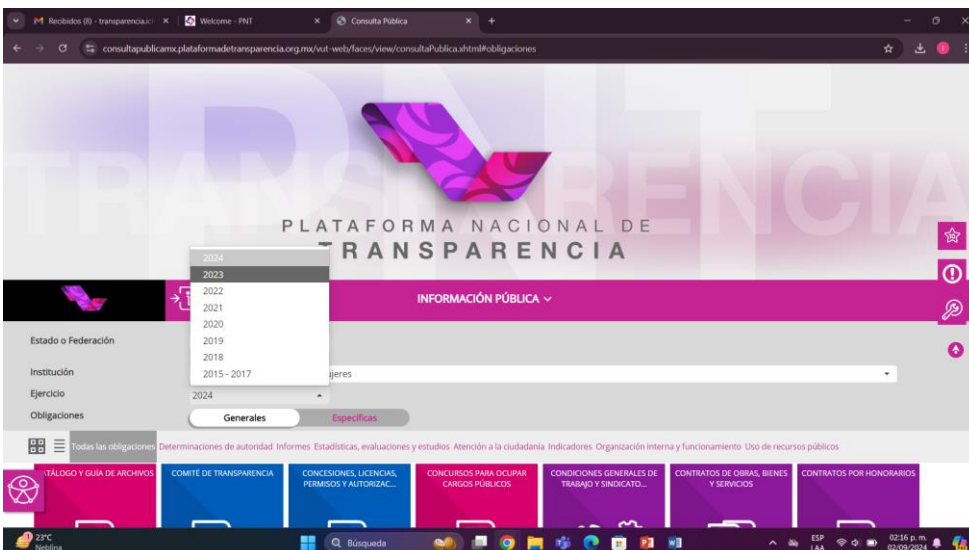 Recibidos (8) - transparencia.ic
Welcome - PNT
Consulta Pública
consultapublicamx.plataformadetransparencia.org.mx/vut-web/faces/view/consultaPublica.xhtml#obligaciones
PNT
TRANSPARENCIA
PLATAFORMA NACIONAL DE
TRANSPARENCIA
2024
2023
2022
2021
2020
2019
2018
2015 - 2017
INFORMACIÓN PÚBLICA
Estado o Federación
Institución
ujeres
Ejercicio
2024
Obligaciones
Generales
Específicas
Todas las obligaciones Determinaciones de autoridad Informes Estadísticas, evaluaciones y estudios Atención a la ciudadanía Indicadores Organización interna y funcionamiento Uso de recursos públicos
TÁLOGO Y GUÍA DE ARCHIVOS
COMITÉ DE TRANSPARENCIA
CONCESIONES, LICENCIAS,
PERMISOS Y AUTORIZAC...
CONCURSOS PARA OCUPAR
CARGOS PÚBLICOS
CONDICIONES GENERALES DE
TRABAJO Y SINDICATO...
CONTRATOS DE OBRAS, BIENES
Y SERVICIOS
CONTRATOS POR HONORARIOS
23°C
Neblina
Búsqueda
ESP
LAA
02:16 p. m.
02/09/2024